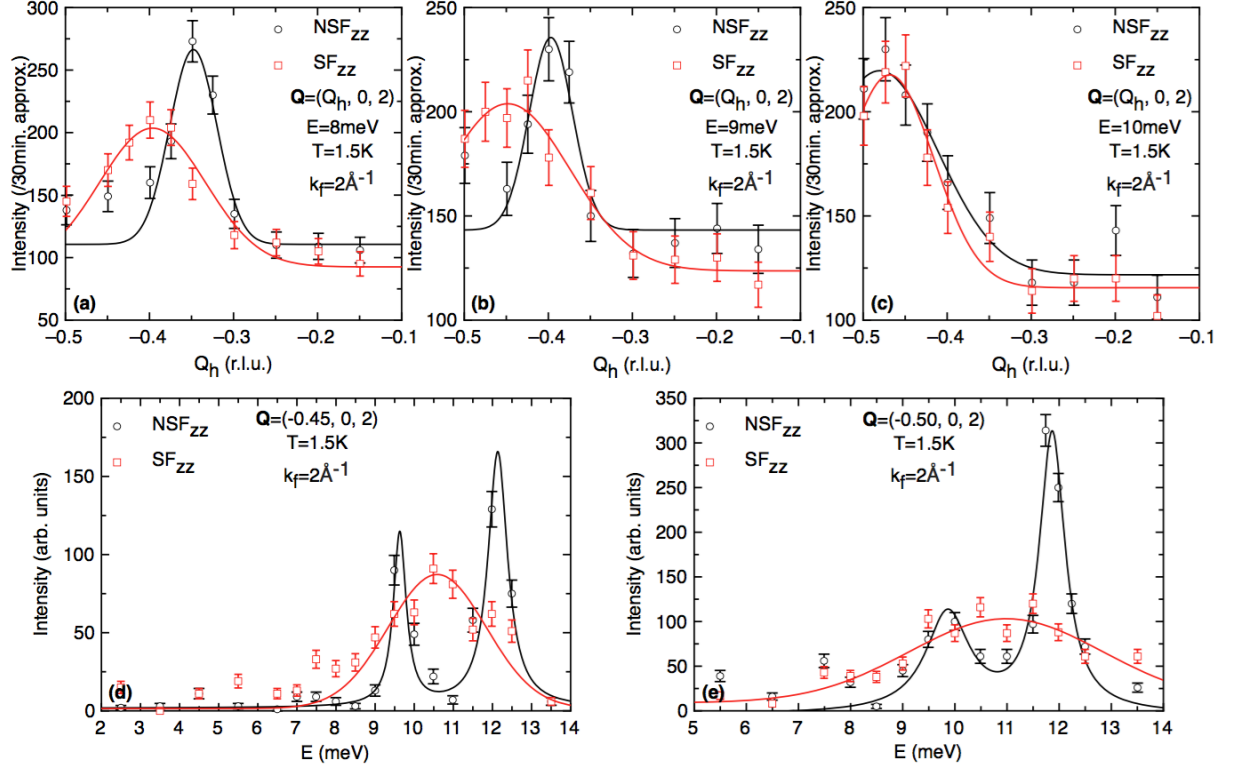 300
250
200
150
100
50
Intensity (/30min. approx.)
NSFzz
SFzz
Q=(Qh, 0, 2)
E=8meV
T=1.5K
kf=2Å-1
(a)
−0.5 −0.4 −0.3 −0.2 −0.1
Qh (r.l.u.)
250
200
150
100
Intensity (/30min. approx.)
NSFzz
SFzz
Q=(Qh, 0, 2)
E=9meV
T=1.5K
kf=2Å-1
(b)
−0.5 −0.4 −0.3 −0.2 −0.1
Qh (r.l.u.)
250
200
150
100
Intensity (/30min. approx.)
NSFzz
SFzz
Q=(Qh, 0, 2)
E=10meV
T=1.5K
kf=2Å-1
(c)
−0.5 −0.4 −0.3 −0.2 −0.1
Qh (r.l.u.)
200
150
100
50
0
Intensity (arb. units)
NSFzz
SFzz
Q=(-0.45, 0, 2)
T=1.5K
kf=2Å-1
(d)
2 3 4 5 6 7 8 9 10 11 12 13 14
E (meV)
350
300
250
200
150
100
50
0
Intensity (arb. units)
NSFzz
SFzz
Q=(-0.50, 0, 2)
T=1.5K
kf=2Å-1
(e)
5 6 7 8 9 10 11 12 13 14
E (meV)